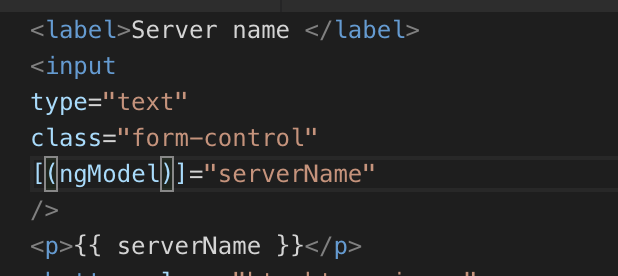 <label>Server name </label>
<input
type="text"
class="form-control"
[(ngModel)]="serverName"
/>
<p>{{ serverName }}</p>